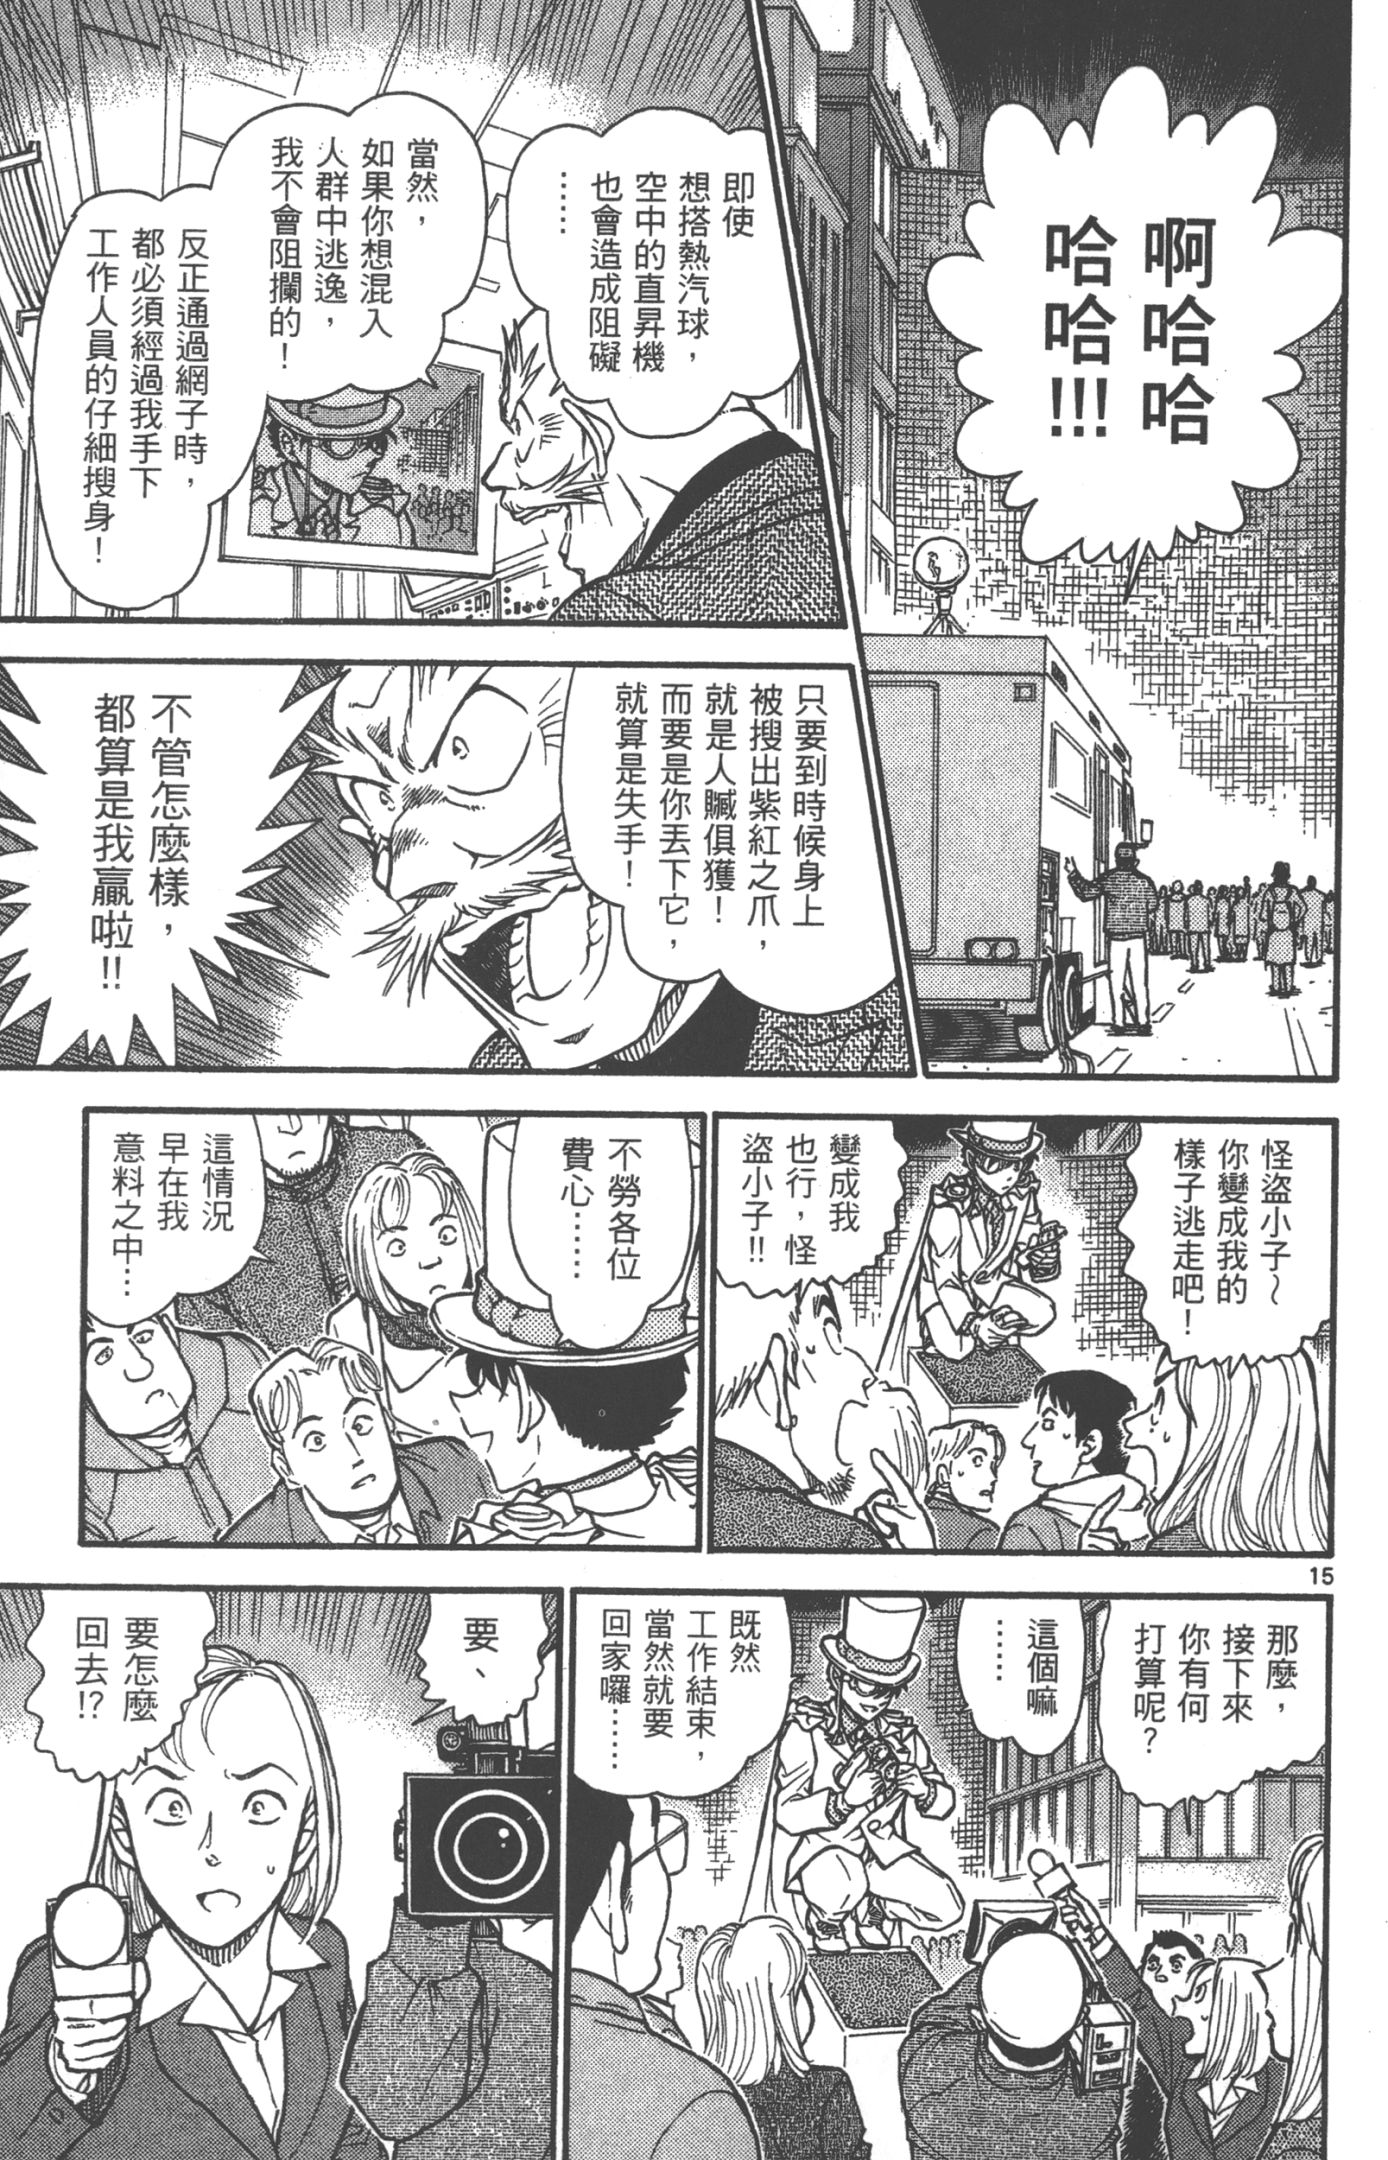 啊哈哈
哈哈!!!
即使
想搭熱汽球，
空中的直昇機
也會造成阻礙
……
當然，
如果你想混入
人群中逃逸，
我不會阻攔的！
反正通過網子時，
都必須經過我手下
工作人員的仔細搜身！
只要到時候身上
被搜出紫紅之爪，
就是人贓俱獲！
而要是你丟下它，
就算是失手！
不管怎麼樣，
都算是我贏啦!!
怪盜小子~
你變成我的
樣子逃走吧！
變成我
也行，怪
盜小子!!
不勞各位
費心……
這情況
早在我
意料之中…
15
那麼，
接下來
你有何
打算呢？
這個嘛
……
既然
工作結束，
當然就要
回家囉……
要、
要怎麼
回去!?